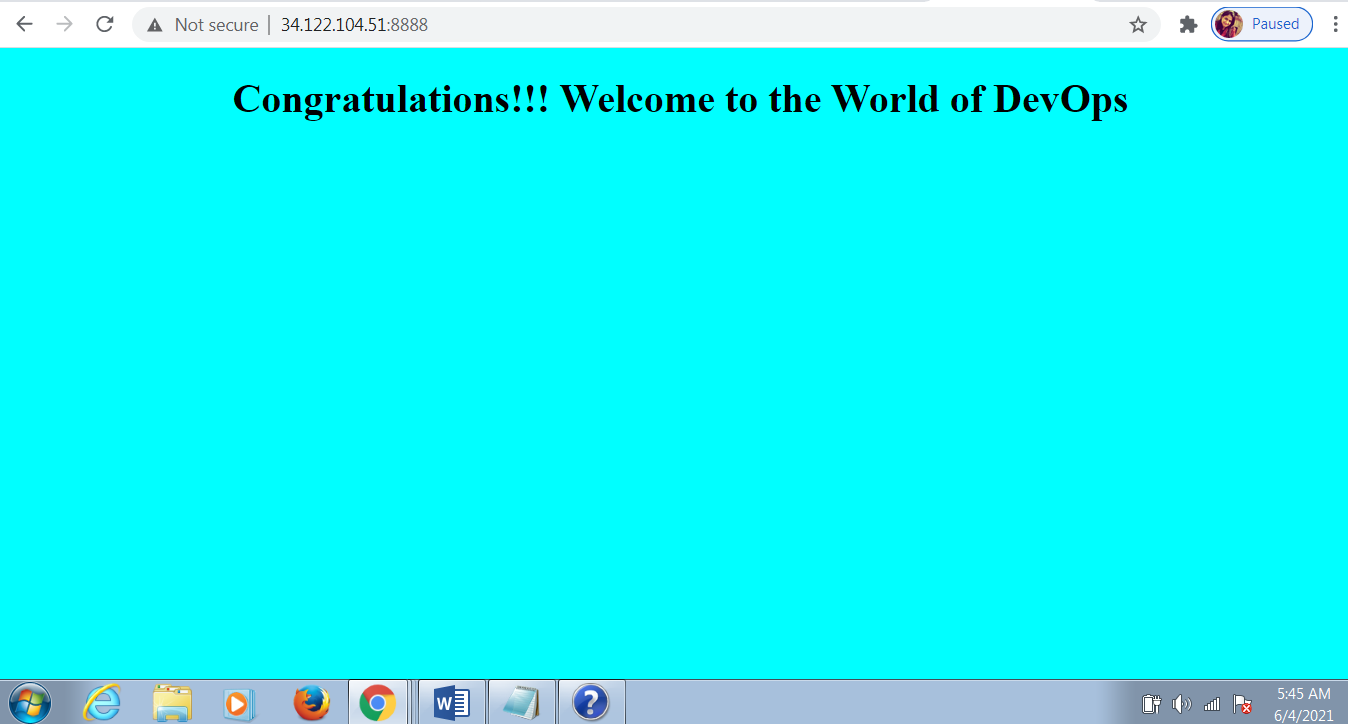 Not secure | 34.122.104.51:8888
Paused
Congratulations!!! Welcome to the World of DevOps
5:45 AM
6/4/2021